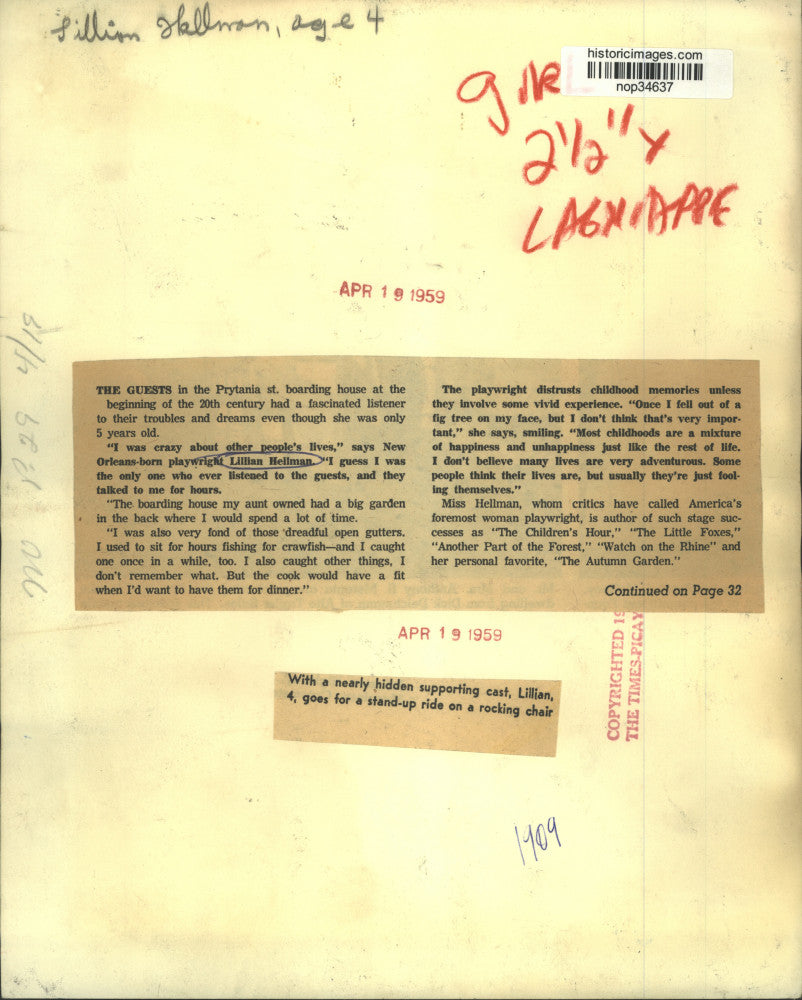 Lillian Hellman, age 4
historicimages.com
nop34637
2 1/2" x
LAGNIAPPE
APR 19 1959
THE GUESTS in the Prytania st. boarding house at the
beginning of the 20th century had a fascinated listener
to their troubles and dreams even though she was only
5 years old.
"I was crazy about other people's lives," says New
Orleans-born playwright Lillian Hellman. "I guess I was
the only one who ever listened to the guests, and they
talked to me for hours.
"The boarding house my aunt owned had a big garden
in the back where I would spend a lot of time.
"I was also very fond of those dreadful open gutters.
I used to sit for hours fishing for crawfish—and I caught
one once in a while, too. I also caught other things, I
don't remember what. But the cook would have a fit
when I'd want to have them for dinner."
The playwright distrusts childhood memories unless
they involve some vivid experience. "Once I fell out of a
fig tree on my face, but I don't think that's very impor-
tant," she says, smiling. "Most childhoods are a mixture
of happiness and unhappiness just like the rest of life.
I don't believe many lives are very adventurous. Some
people think their lives are, but usually they're just fool-
ing themselves."
Miss Hellman, whom critics have called America's
foremost woman playwright, is author of such stage suc-
cesses as "The Children's Hour," "The Little Foxes,"
"Another Part of the Forest," "Watch on the Rhine" and
her personal favorite, "The Autumn Garden."
Continued on Page 32
APR 19 1959
COPYRIGHTED 19
THE TIMES-PICAY
With a nearly hidden supporting cast, Lillian,
4, goes for a stand-up ride on a rocking chair
1909
4/19